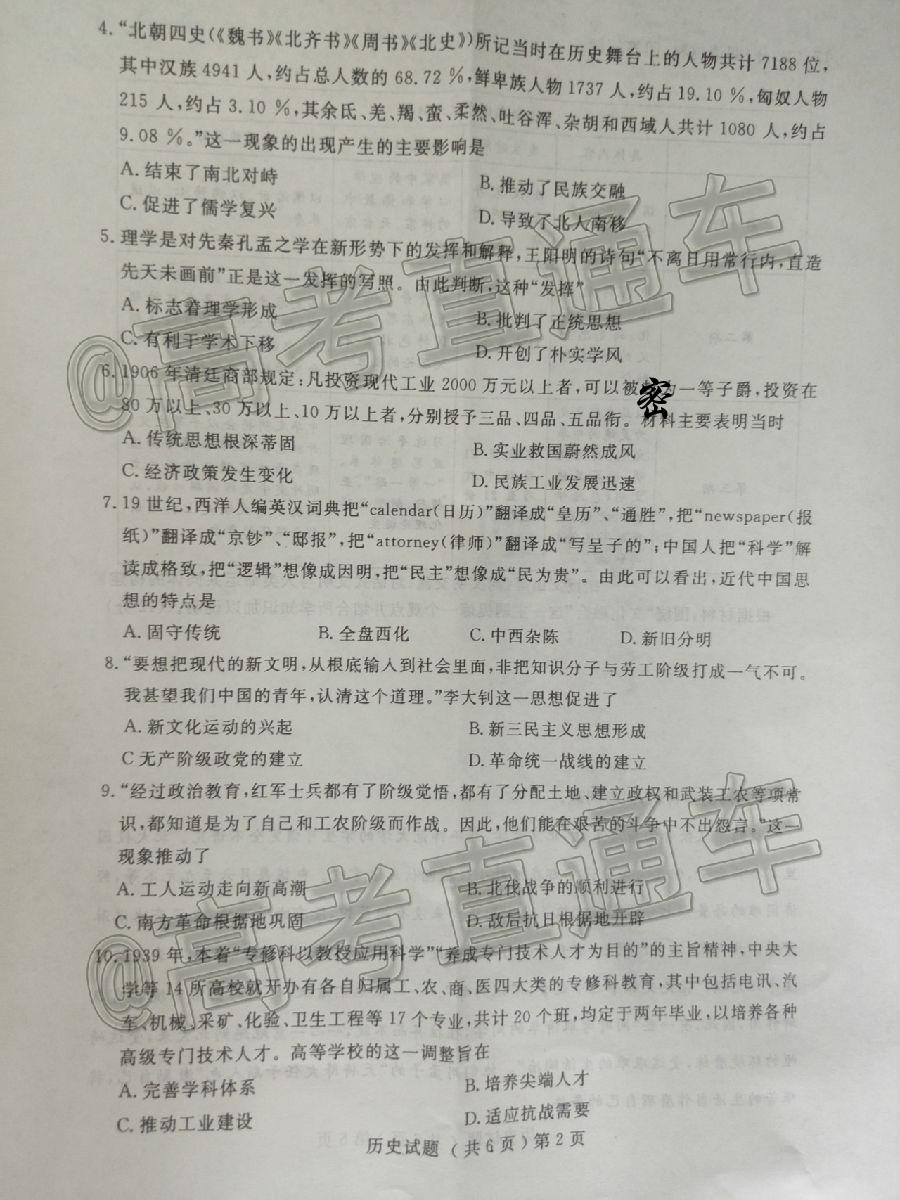 4.“北朝四史(《魏书》《北齐书》《周书》《北史》)所记当时在历史舞台上的人物共计 7188 位,
其中汉族 4941 人,约占总人数的 68.72 %,鲜卑族人物 1737 人,约占 19.10 %,匈奴人物
215 人,约占 3.10 %,其余氐、羌、羯、蛮、柔然、吐谷浑、杂胡和西域人共计 1080 人,约占
9.08 %。”这一现象的出现产生的主要影响是
A. 结束了南北对峙 B. 推动了民族交融
C. 促进了儒学复兴 D. 导致了北人南移
5. 理学是对先秦孔孟之学在新形势下的发挥和解释,王阳明的诗句“不离日用常行内,直造
先天未画前”正是这一发挥的写照。由此判断,这种“发挥”
A. 标志着理学形成 B. 批判了正统思想
C. 有利于学术下移 D. 开创了朴实学风
6. 1906 年清廷商部规定:凡投资现代工业 2000 万元以上者,可以被 为一等子爵,投资在
80 万以上、30 万以上、10 万以上者,分别授予三品、四品、五品衔。材料主要表明当时
密
A. 传统思想根深蒂固 B. 实业救国蔚然成风
C. 经济政策发生变化 D. 民族工业发展迅速
7. 19 世纪,西洋人编英汉词典把“calendar(日历)”翻译成“皇历”、“通胜”,把“newspaper(报
纸)”翻译成“京钞”、“邸报”,把“attorney(律师)”翻译成“写呈子的”;中国人把“科学”解
读成格致,把“逻辑”想像成因明,把“民主”想像成“民为贵”。由此可以看出,近代中国思
想的特点是
A. 固守传统 B. 全盘西化 C. 中西杂陈 D. 新旧分明
8.“要想把现代的新文明,从根底输入到社会里面,非把知识分子与劳工阶级打成一气不可。
我甚望我们中国的青年,认清这个道理。”李大钊这一思想促进了
A. 新文化运动的兴起 B. 新三民主义思想形成
C 无产阶级政党的建立 D. 革命统一战线的建立
9.“经过政治教育,红军士兵都有了阶级觉悟,都有了分配土地、建立政权和武装工农等项常
识,都知道是为了自己和工农阶级而作战。因此,他们能在艰苦的斗争中不出怨言。”这一
现象推动了
A. 工人运动走向新高潮 B. 北伐战争的顺利进行
C. 南方革命根据地巩固 D. 敌后抗日根据地开辟
10. 1939 年,本着“专修科以教授应用科学”“养成专门技术人才为目的”的主旨精神,中央大
学等 14 所高校就开办有各自归属工、农、商、医四大类的专修科教育,其中包括电讯、汽
车、机械、采矿、化验、卫生工程等 17 个专业,共计 20 个班,均定于两年毕业,以培养各种
高级专门技术人才。高等学校的这一调整旨在
A. 完善学科体系 B. 培养尖端人才
C. 推动工业建设 D. 适应抗战需要
历史试题 (共 6 页) 第 2 页
@高考直通车
@高考直通车